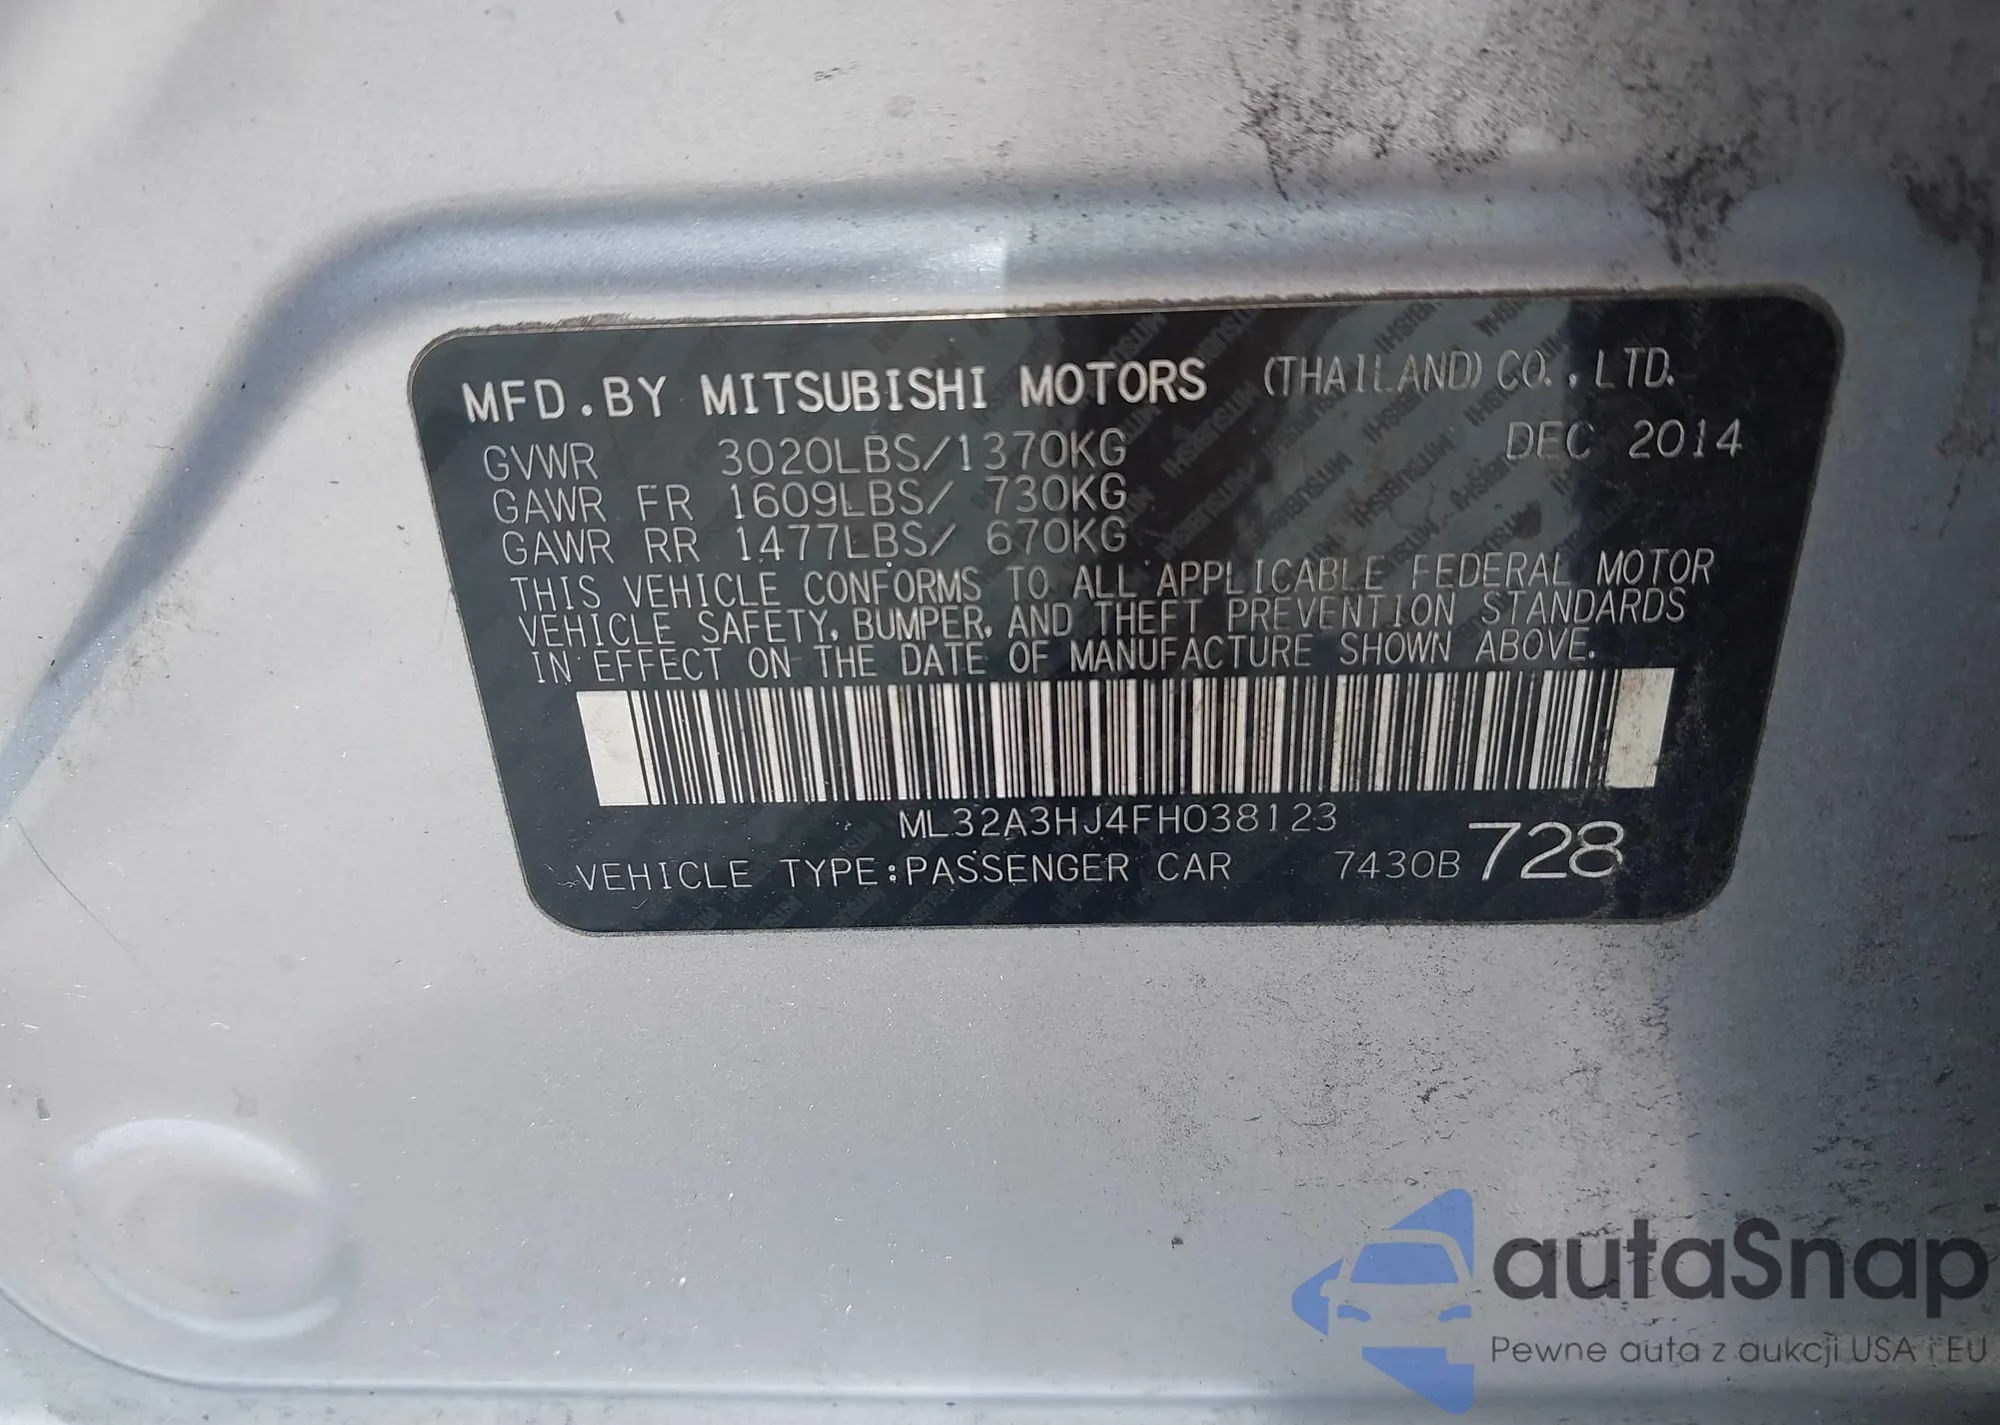 MFD.BY MITSUBISHI MOTORS (THAILAND) CO.,LTD.
DEC 2014
GVWR 3020LBS/1370KG
GAWR FR 1609LBS/ 730KG
GAWR RR 1477LBS/ 670KG
THIS VEHICLE CONFORMS TO ALL APPLICABLE FEDERAL MOTOR
VEHICLE SAFETY, BUMPER, AND THEFT PREVENTION STANDARDS
IN EFFECT ON THE DATE OF MANUFACTURE SHOWN ABOVE.
ML32A3HJ4FH038123
VEHICLE TYPE:PASSENGER CAR 7430B 728
autaSnap
Pewne auta z aukcji USA i EU